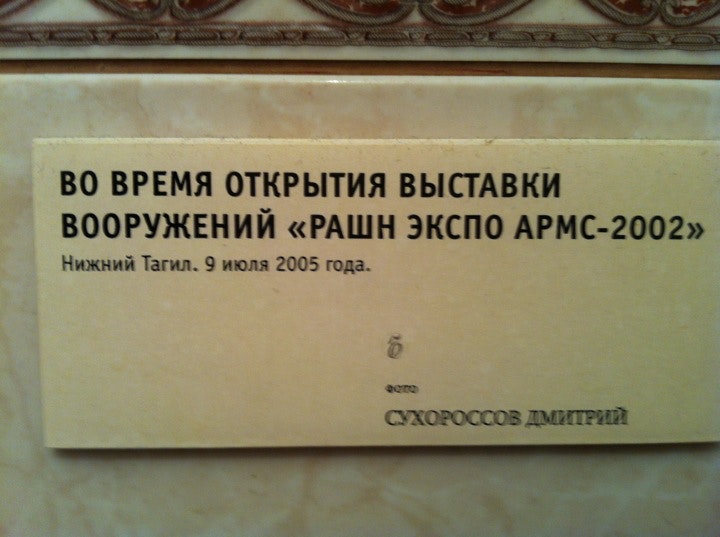 ВО ВРЕМЯ ОТКРЫТИЯ ВЫСТАВКИ
ВООРУЖЕНИЙ «РАШН ЭКСПО АРМС-2002»
Нижний Тагил. 9 июля 2005 года.
б
ФОТО
СУХОРОССОВ ДМИТРИЙ